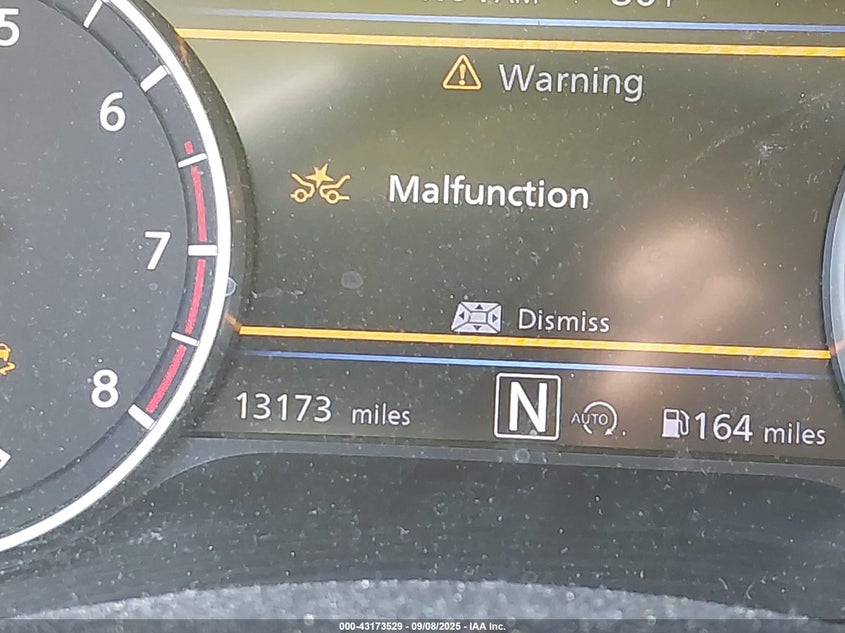 5
Warning
6
Malfunction
7
Dismiss
8
13173 miles
N
AUTO
164 miles
000-43173529 - 09/08/2025 - IAA Inc.